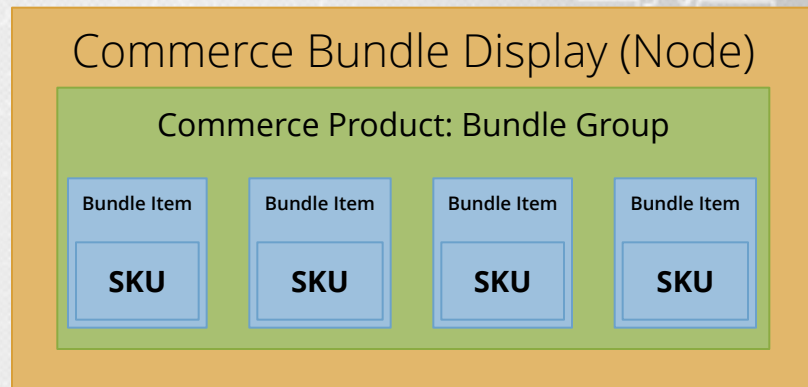 Commerce Bundle Display (Node)
Commerce Product: Bundle Group
Bundle Item Bundle Item Bundle Item Bundle Item
SKU SKU SKU SKU